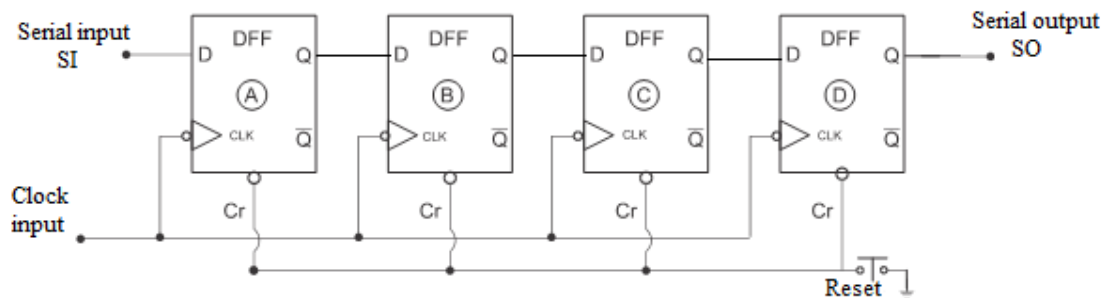 Serial input
SI
DFF
D
Q
A
CLK
Q̅
Cr
DFF
D
Q
B
CLK
Q̅
Cr
DFF
D
Q
C
CLK
Q̅
Cr
DFF
D
Q
D
CLK
Q̅
Cr
Serial output
SO
Clock
input
Reset